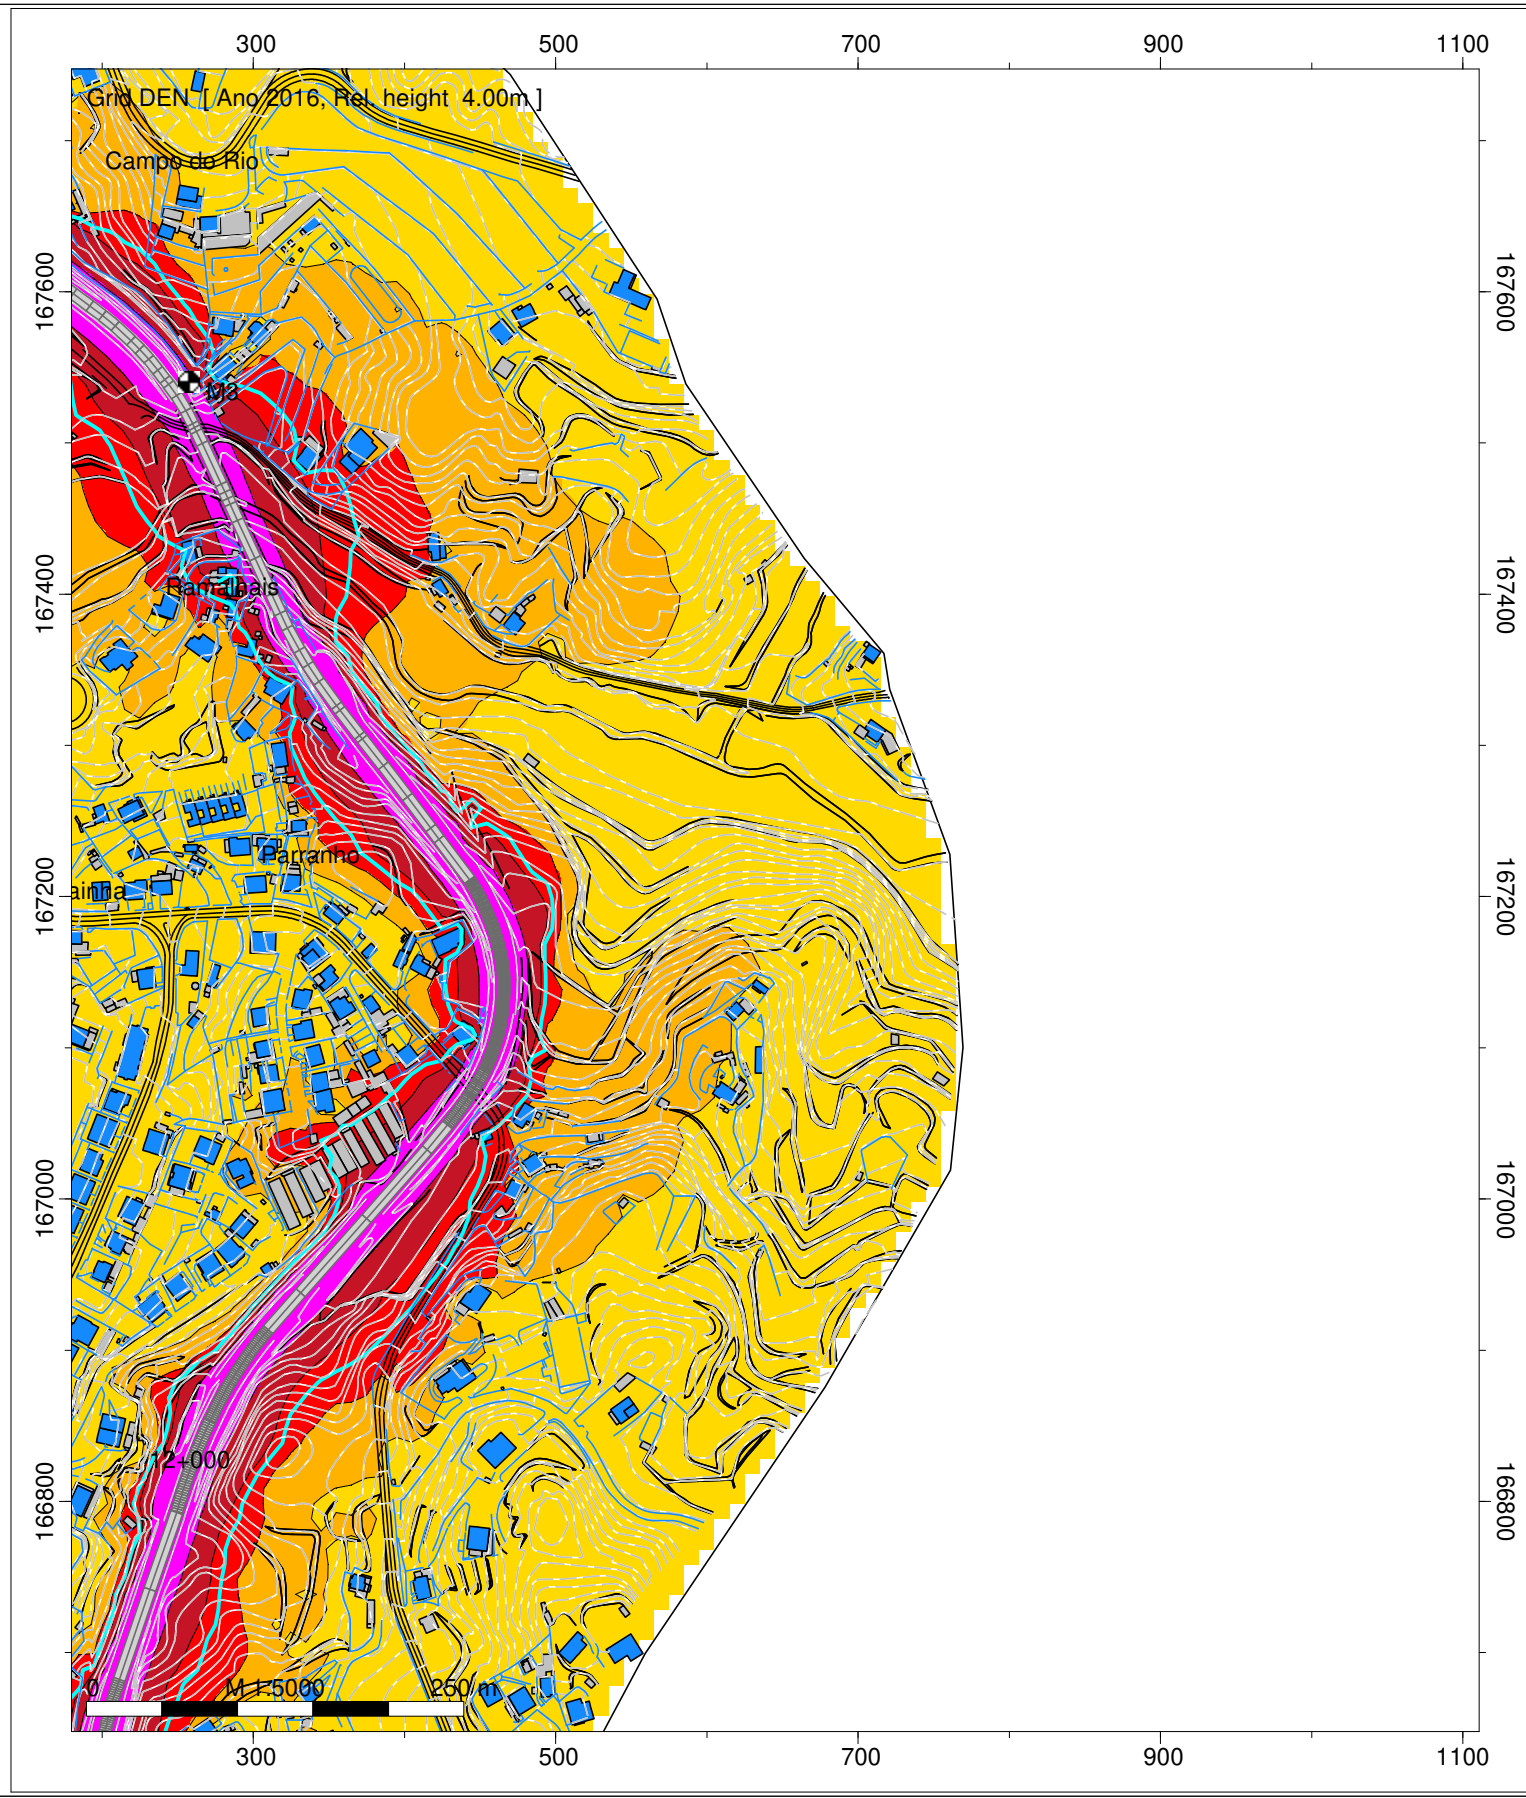 300 500 700 900 1100
Grid DEN [ Ano 2016, Rel. height 4.00m ]
Campo do Rio
167600 167600
M3
167400 167400
Ramalhais
Parranho
ainha
167200 167200
167000 167000
12+000
166800 166800
0 M 1:5000 250 m
300 500 700 900 1100